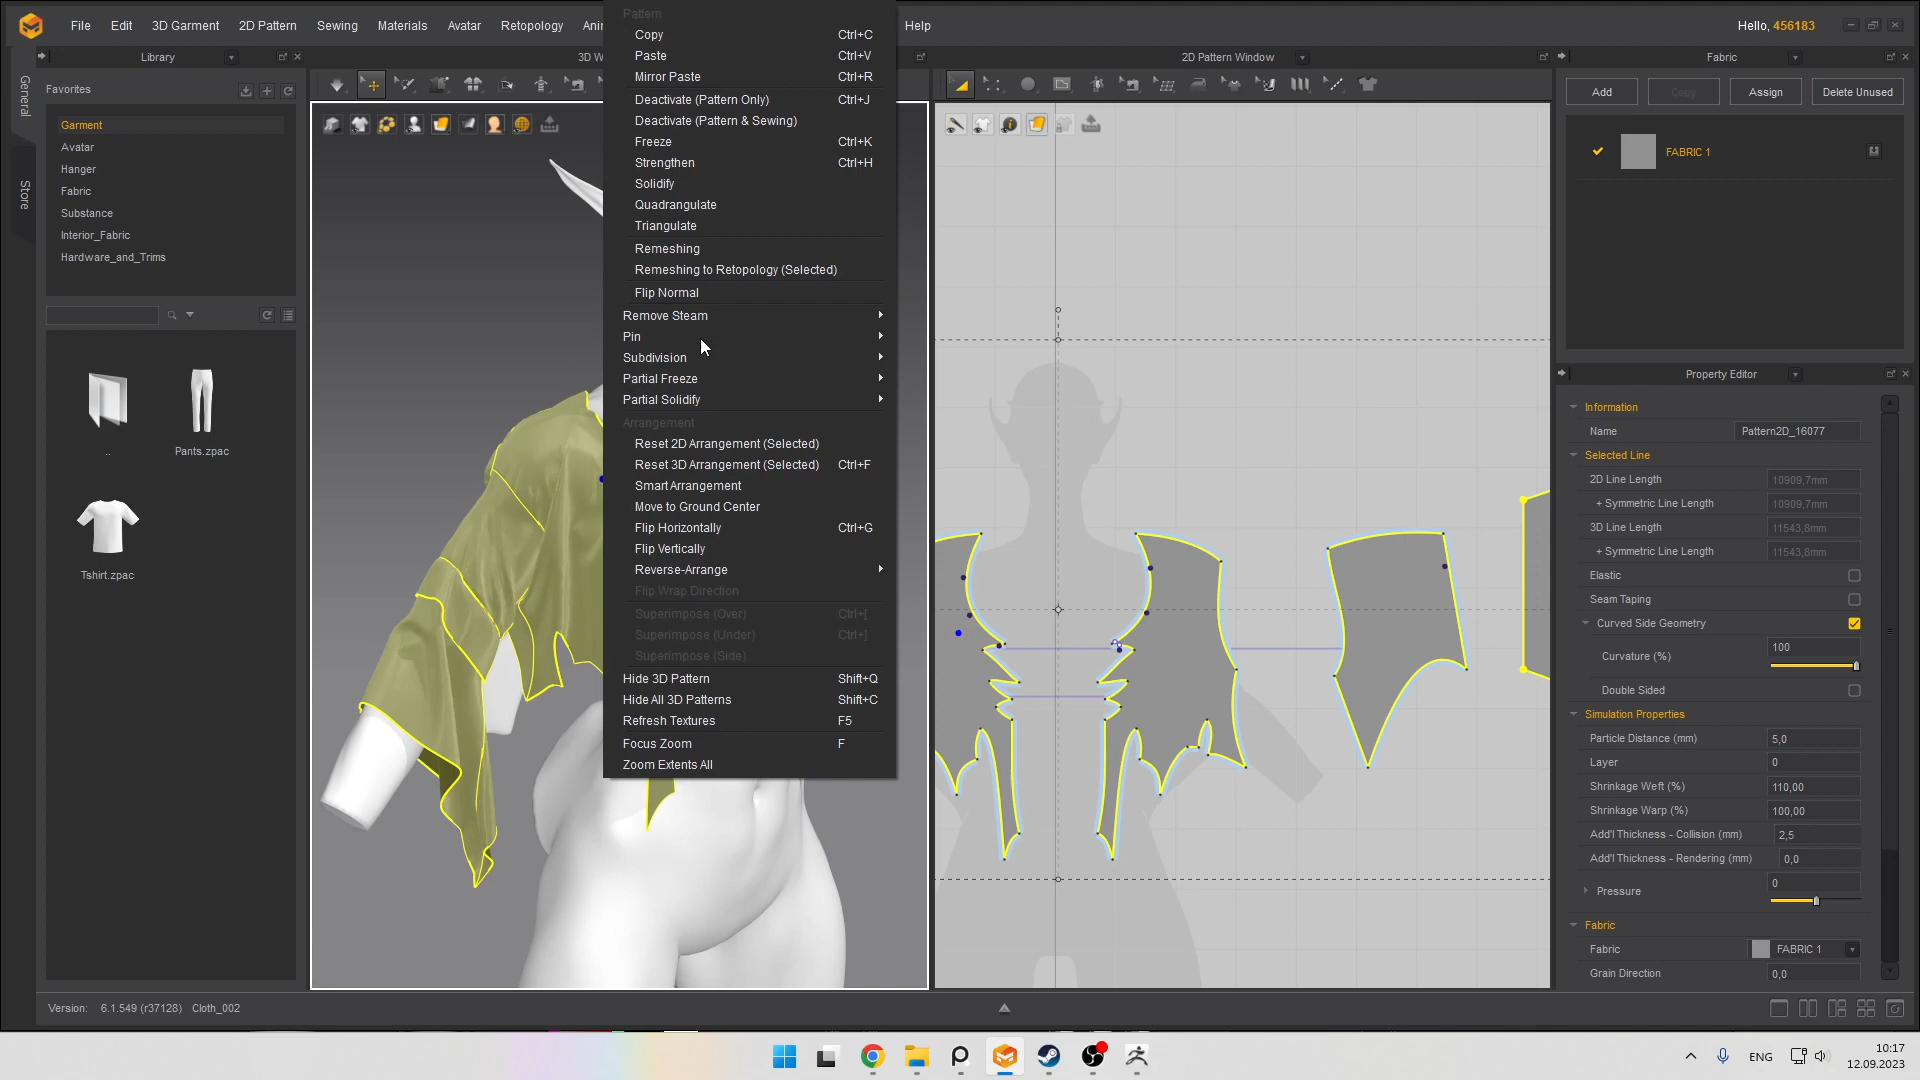 File Edit 3D Garment 2D Pattern Sewing Materials Avatar Retopology Help
Hello, 456183
Library
2D Pattern Window
Fabric
General
Store
Favorites
Garment
Avatar
Hanger
Fabric
Substance
Interior_Fabric
Hardware_and_Trims
..
Pants.zpac
Tshirt.zpac
Pattern
Copy Ctrl+C
Paste Ctrl+V
Mirror Paste Ctrl+R
Deactivate (Pattern Only) Ctrl+J
Deactivate (Pattern & Sewing)
Freeze Ctrl+K
Strengthen Ctrl+H
Solidify
Quadrangulate
Triangulate
Remeshing
Remeshing to Retopology (Selected)
Flip Normal
Remove Steam
Pin
Subdivision
Partial Freeze
Partial Solidify
Arrangement
Reset 2D Arrangement (Selected)
Reset 3D Arrangement (Selected) Ctrl+F
Smart Arrangement
Move to Ground Center
Flip Horizontally Ctrl+G
Flip Vertically
Reverse-Arrange
Flip Wrap Direction
Superimpose (Over) Ctrl+[
Superimpose (Under) Ctrl+]
Superimpose (Side)
Hide 3D Pattern Shift+Q
Hide All 3D Patterns Shift+C
Refresh Textures F5
Focus Zoom F
Zoom Extents All
Add Copy Assign Delete Unused
FABRIC 1
Property Editor
Information
Name Pattern2D_16077
Selected Line
2D Line Length 10909,7mm
+ Symmetric Line Length 10909,7mm
3D Line Length 11543,8mm
+ Symmetric Line Length 11543,8mm
Elastic
Seam Taping
Curved Side Geometry
Curvature (%) 100
Double Sided
Simulation Properties
Particle Distance (mm) 5,0
Layer 0
Shrinkage Weft (%) 110,00
Shrinkage Warp (%) 100,00
Add'l Thickness - Collision (mm) 2,5
Add'l Thickness - Rendering (mm) 0,0
Pressure 0
Fabric
Fabric FABRIC 1
Grain Direction 0,0
Version: 6.1.549 (r37128) Cloth_002
ENG
10:17
12.09.2023